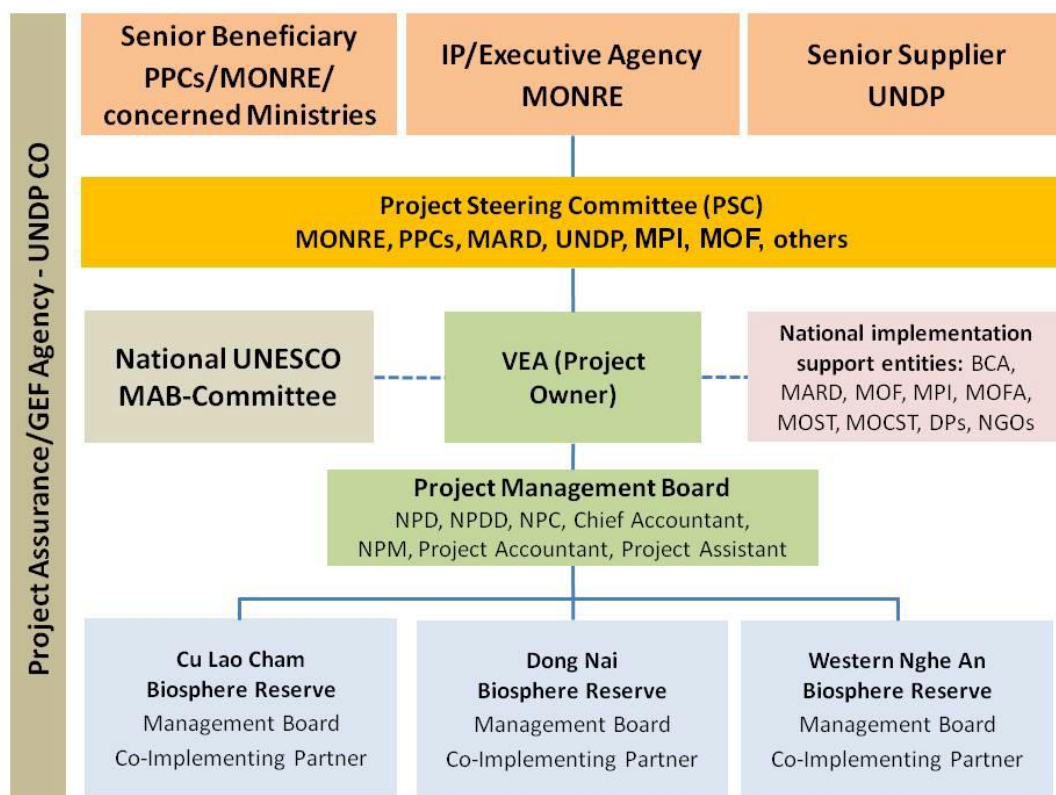 Project Assurance/GEF Agency - UNDP CO
Senior Beneficiary
PPCs/MONRE/
concerned Ministries
IP/Executive Agency
MONRE
Senior Supplier
UNDP
Project Steering Committee (PSC)
MONRE, PPCs, MARD, UNDP, MPI, MOF, others
National UNESCO
MAB-Committee
VEA (Project
Owner)
National implementation
support entities: BCA,
MARD, MOF, MPI, MOFA,
MOST, MOCST, DPs, NGOs
Project Management Board
NPD, NPDD, NPC, Chief Accountant,
NPM, Project Accountant, Project Assistant
Cu Lao Cham
Biosphere Reserve
Management Board
Co-Implementing Partner
Dong Nai
Biosphere Reserve
Management Board
Co-Implementing Partner
Western Nghe An
Biosphere Reserve
Management Board
Co-Implementing Partner